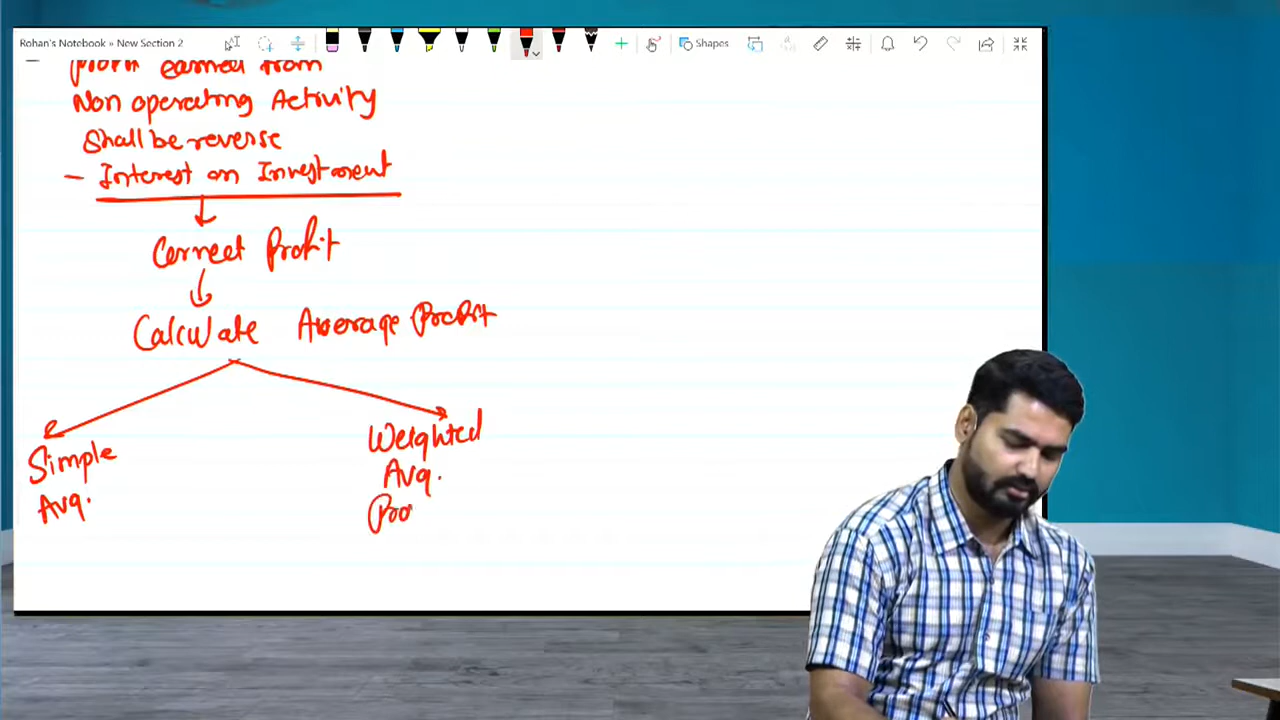 Rohan's Notebook » New Section 2
Shapes
- Profit earned from
Non operating Activity
Shall be reverse
- Interest on Investment
Correct Profit
Calculate Average Profit
Simple
Avg.
Weighted
Avg.
Pro